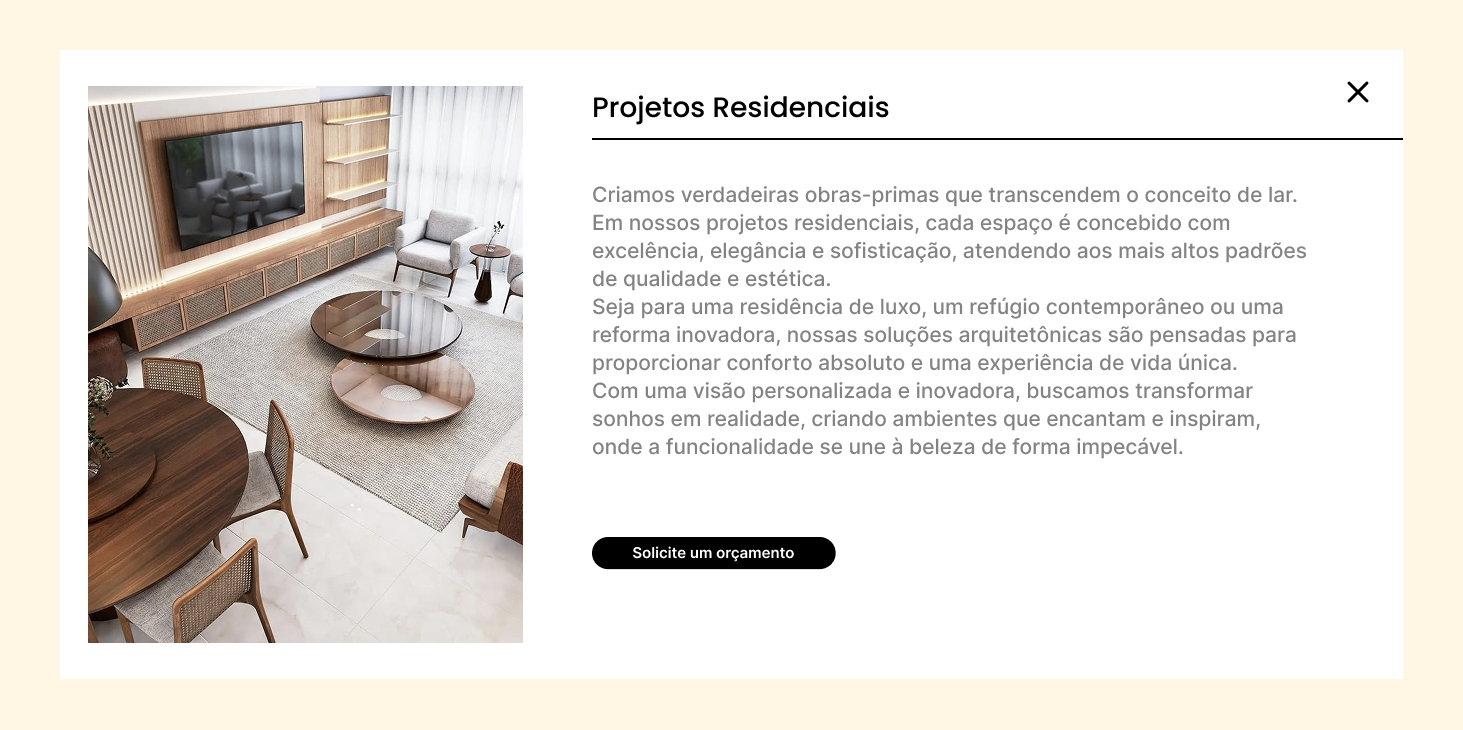 Projetos Residenciais
Criamos verdadeiras obras-primas que transcendem o conceito de lar.
Em nossos projetos residenciais, cada espaço é concebido com
excelência, elegância e sofisticação, atendendo aos mais altos padrões
de qualidade e estética.
Seja para uma residência de luxo, um refúgio contemporâneo ou uma
reforma inovadora, nossas soluções arquitetônicas são pensadas para
proporcionar conforto absoluto e uma experiência de vida única.
Com uma visão personalizada e inovadora, buscamos transformar
sonhos em realidade, criando ambientes que encantam e inspiram,
onde a funcionalidade se une à beleza de forma impecável.
Solicite um orçamento